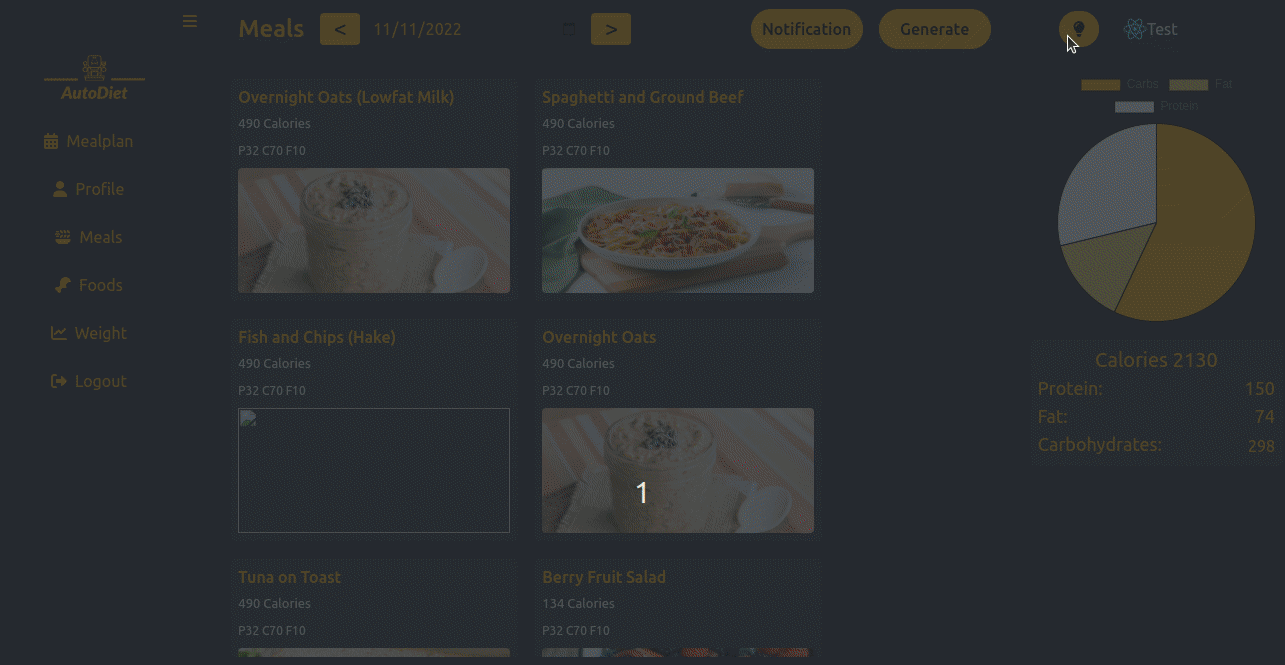 Meals
<
11/11/2022
>
Notification
Generate
Test
AutoDiet
Mealplan
Profile
Meals
Foods
Weight
Logout
Overnight Oats (Lowfat Milk)
490 Calories
P32 C70 F10
Spaghetti and Ground Beef
490 Calories
P32 C70 F10
Fish and Chips (Hake)
490 Calories
P32 C70 F10
Overnight Oats
490 Calories
P32 C70 F10
1
Tuna on Toast
490 Calories
P32 C70 F10
Berry Fruit Salad
134 Calories
P32 C70 F10
Carbs Fat
Protein
Calories 2130
Protein: 150
Fat: 74
Carbohydrates: 298